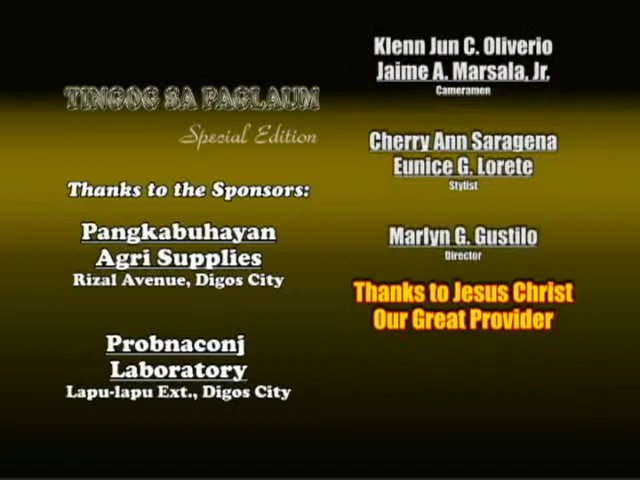 TINGOG SA PAGLAUM
Special Edition
Thanks to the Sponsors:
Pangkabuhayan
Agri Supplies
Rizal Avenue, Digos City
Probnaconj
Laboratory
Lapu-lapu Ext., Digos City
Klenn Jun C. Oliverio
Jaime A. Marsala, Jr.
Cameramen
Cherry Ann Saragena
Eunice G. Lorete
Stylist
Marlyn G. Gustilo
Director
Thanks to Jesus Christ
Our Great Provider